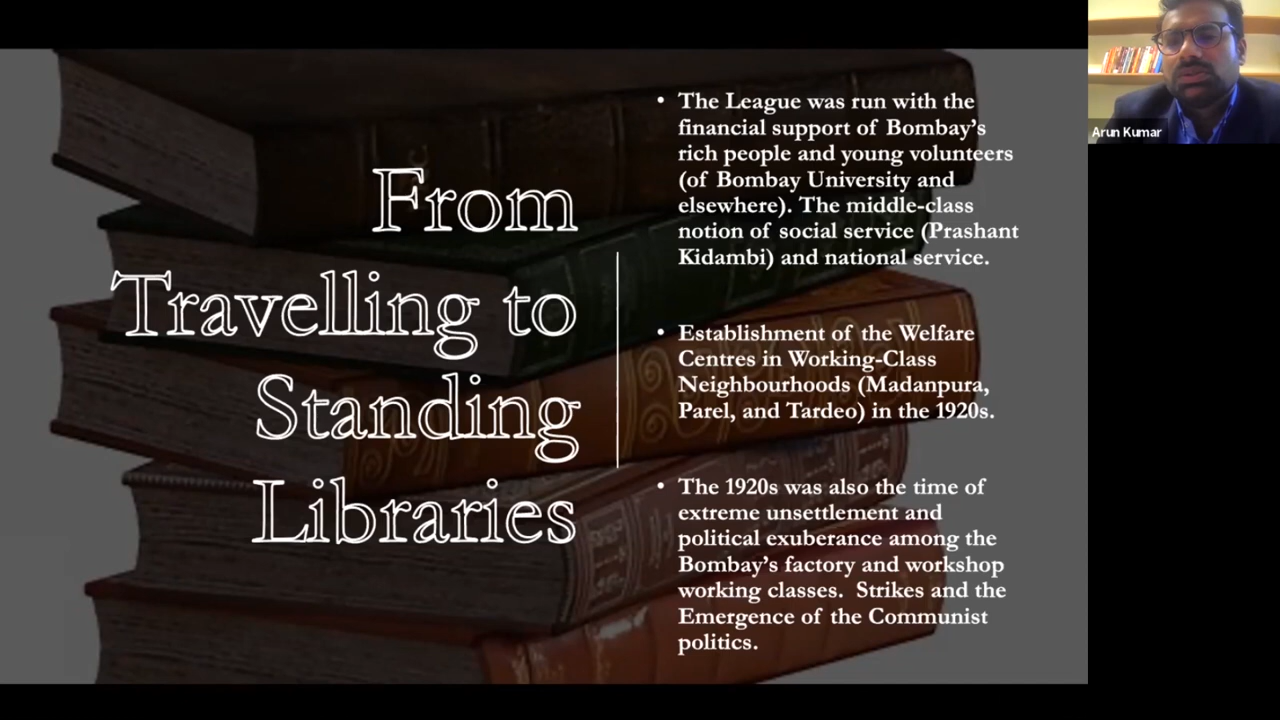 From
Travelling to
Standing
Libraries
• The League was run with the
financial support of Bombay's
rich people and young volunteers
(of Bombay University and
elsewhere). The middle-class
notion of social service (Prashant
Kidambi) and national service.
• Establishment of the Welfare
Centres in Working-Class
Neighbourhoods (Madanpura,
Parel, and Tardeo) in the 1920s.
• The 1920s was also the time of
extreme unsettlement and
political exuberance among the
Bombay's factory and workshop
working classes. Strikes and the
Emergence of the Communist
politics.
Arun Kumar